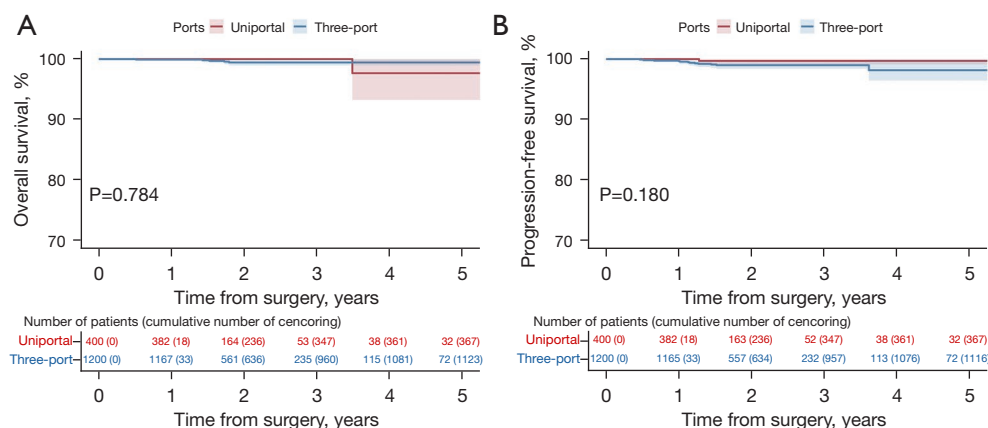 A
Ports Uniportal Three-port
Overall survival, %
100
90
80
70
P=0.784
0 1 2 3 4 5
Time from surgery, years
Number of patients (cumulative number of cencoring)
Uniportal 400 (0) 382 (18) 164 (236) 53 (347) 38 (361) 32 (367)
Three-port 1200 (0) 1167 (33) 561 (636) 235 (960) 115 (1081) 72 (1123)
0 1 2 3 4 5
Time from surgery, years
B
Ports Uniportal Three-port
Progression-free survival, %
100
90
80
70
P=0.180
0 1 2 3 4 5
Time from surgery, years
Number of patients (cumulative number of cencoring)
Uniportal 400 (0) 382 (18) 163 (236) 52 (347) 38 (361) 32 (367)
Three-port 1200 (0) 1165 (33) 557 (634) 232 (957) 113 (1076) 72 (1116)
0 1 2 3 4 5
Time from surgery, years